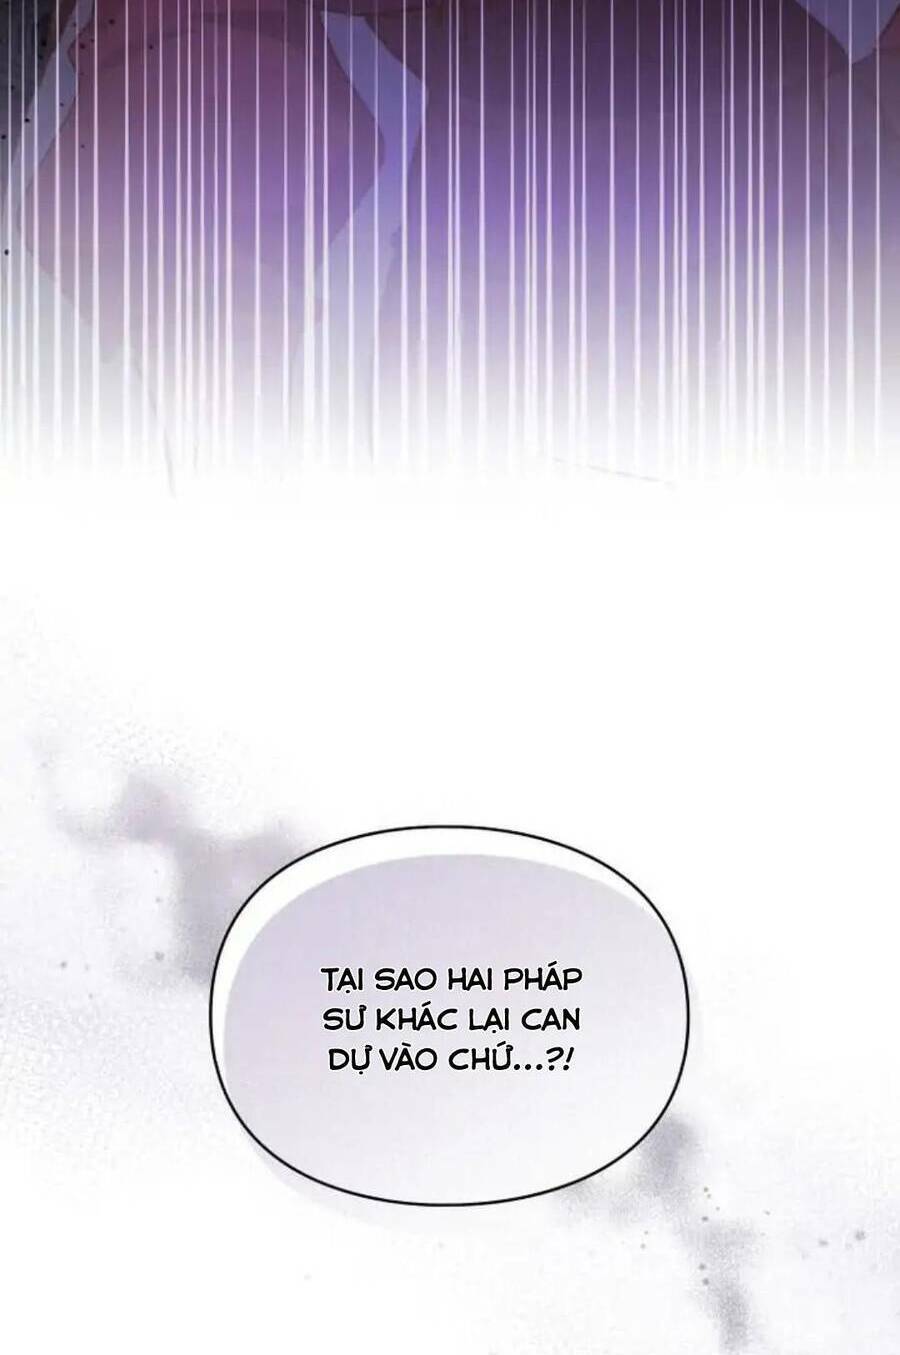 TẠI SAO HAI PHÁP
SƯ KHÁC LẠI CAN
DỰ VÀO CHỨ...?!